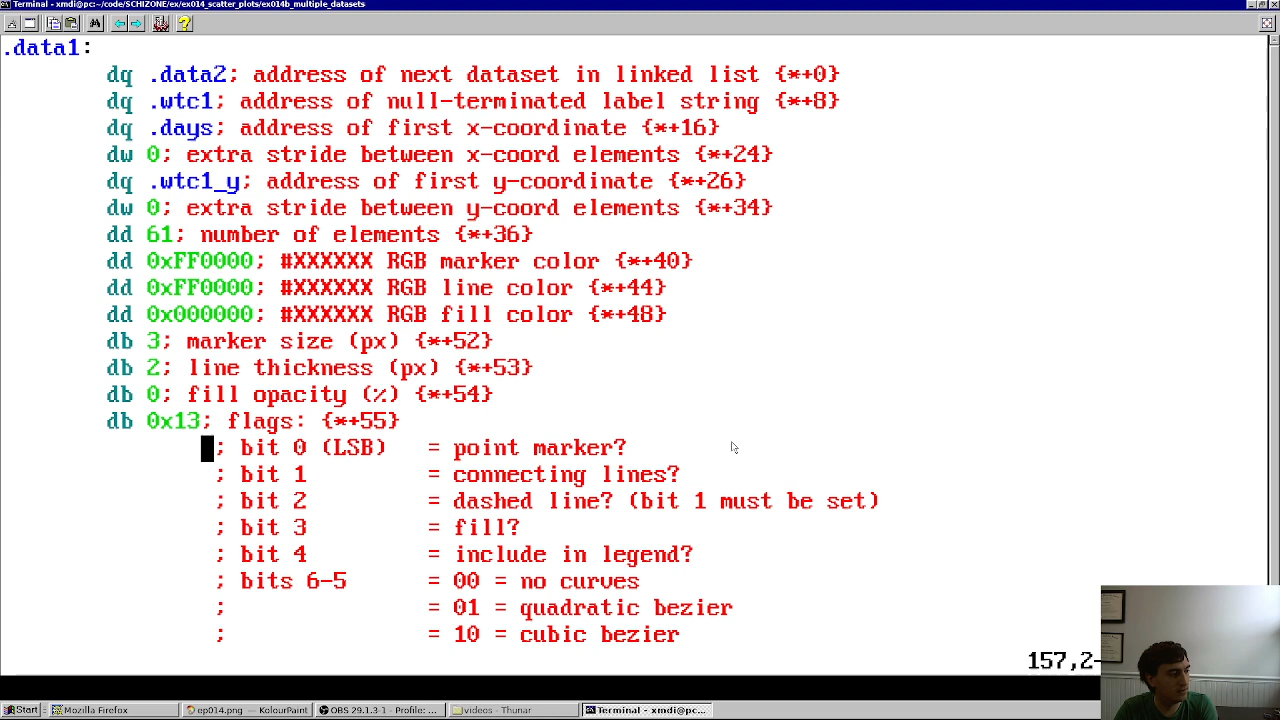 Terminal - xmdi@pc:~/code/SCHIZONE/ex/ex014_scatter_plots/ex014b_multiple_datasets
.data1:
dq .data2; address of next dataset in linked list {*+0}
dq .wtc1; address of null-terminated label string {*+8}
dq .days; address of first x-coordinate {*+16}
dw 0; extra stride between x-coord elements {*+24}
dq .wtc1_y; address of first y-coordinate {*+26}
dw 0; extra stride between y-coord elements {*+34}
dd 61; number of elements {*+36}
dd 0xFF0000; #XXXXXX RGB marker color {*+40}
dd 0xFF0000; #XXXXXX RGB line color {*+44}
dd 0x000000; #XXXXXX RGB fill color {*+48}
db 3; marker size (px) {*+52}
db 2; line thickness (px) {*+53}
db 0; fill opacity (%) {*+54}
db 0x13; flags: {*+55}
; bit 0 (LSB) = point marker?
; bit 1 = connecting lines?
; bit 2 = dashed line? (bit 1 must be set)
; bit 3 = fill?
; bit 4 = include in legend?
; bits 6-5 = 00 = no curves
; = 01 = quadratic bezier
; = 10 = cubic bezier
157,2-
Start Mozilla Firefox ep014.png — KolourPaint OBS 29.1.3-1 - Profile: ... videos - Thunar Terminal - xmdi@pc:~/co...